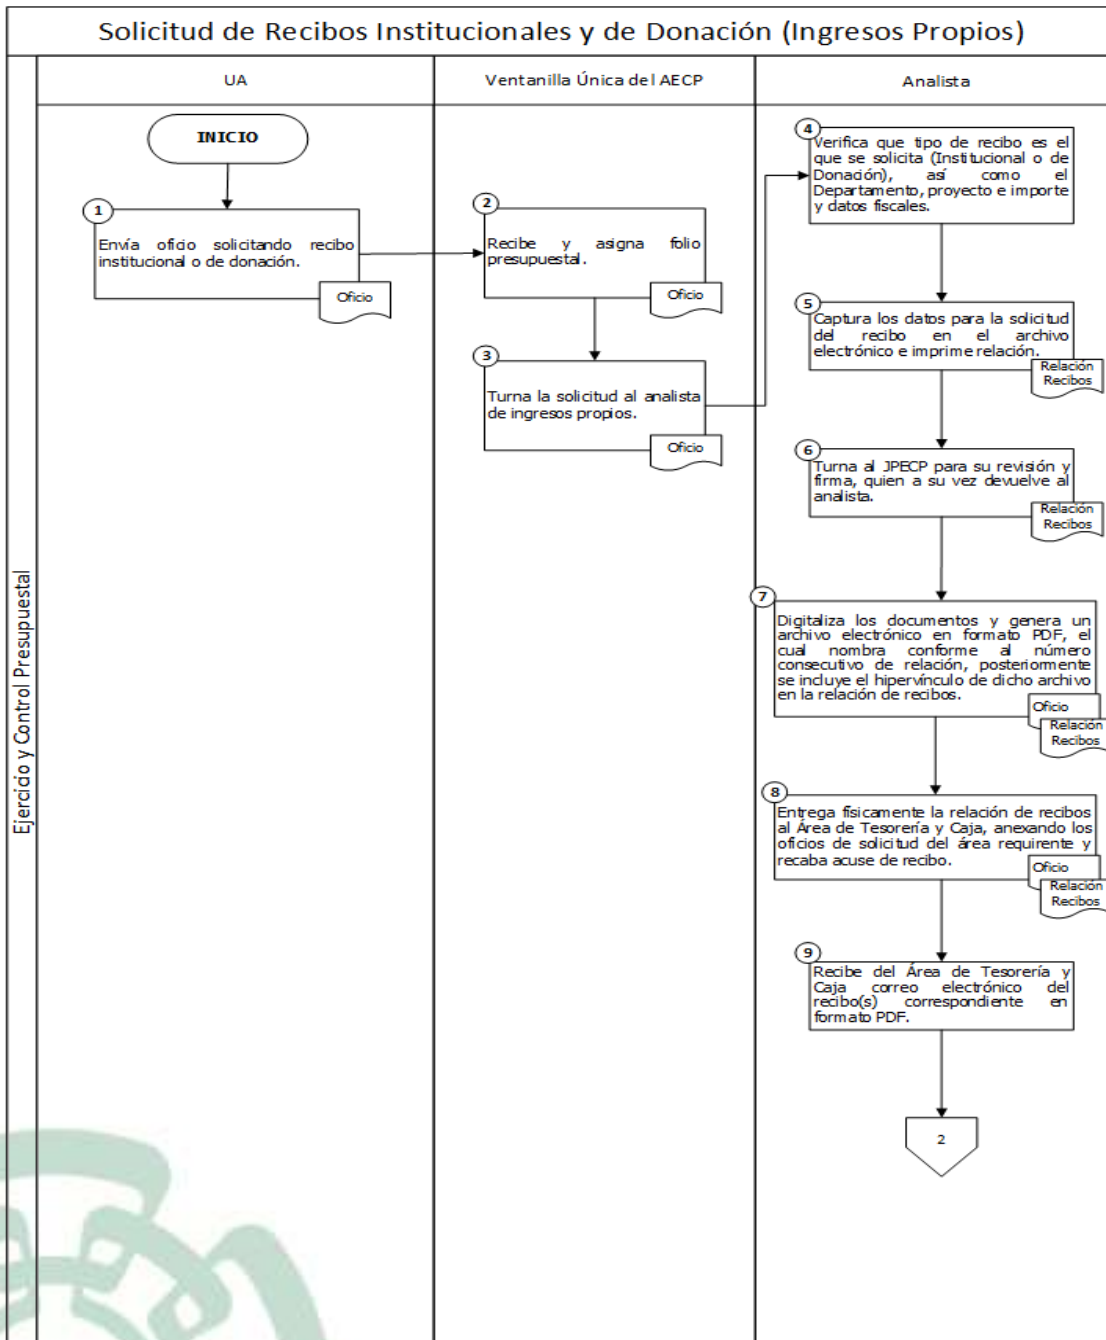 Solicitud de Recibos Institucionales y de Donación (Ingresos Propios)
UA
Ventanilla Única del AECP
Analista
Ejercicio y Control Presupuestal
INICIO
1
Envía oficio solicitando recibo
institucional o de donación.
Oficio
2
Recibe y asigna folio
presupuestal.
Oficio
3
Turna la solicitud al analista
de ingresos propios.
Oficio
4
Verifica que tipo de recibo es el
que se solicita (Institucional o de
Donación), así como el
Departamento, proyecto e importe
y datos fiscales.
5
Captura los datos para la solicitud
del recibo en el archivo
electrónico e imprime relación.
Relación
Recibos
6
Turna al JPECP para su revisión y
firma, quien a su vez devuelve al
analista.
Relación
Recibos
7
Digitaliza los documentos y genera un
archivo electrónico en formato PDF, el
cual nombra conforme al número
consecutivo de relación, posteriormente
se incluye el hipervínculo de dicho archivo
en la relación de recibos.
Oficio
Relación
Recibos
8
Entrega físicamente la relación de recibos
al Área de Tesorería y Caja, anexando los
oficios de solicitud del área requirente y
recaba acuse de recibo.
Oficio
Relación
Recibos
9
Recibe del Área de Tesorería y
Caja correo electrónico del
recibo(s) correspondiente en
formato PDF.
2